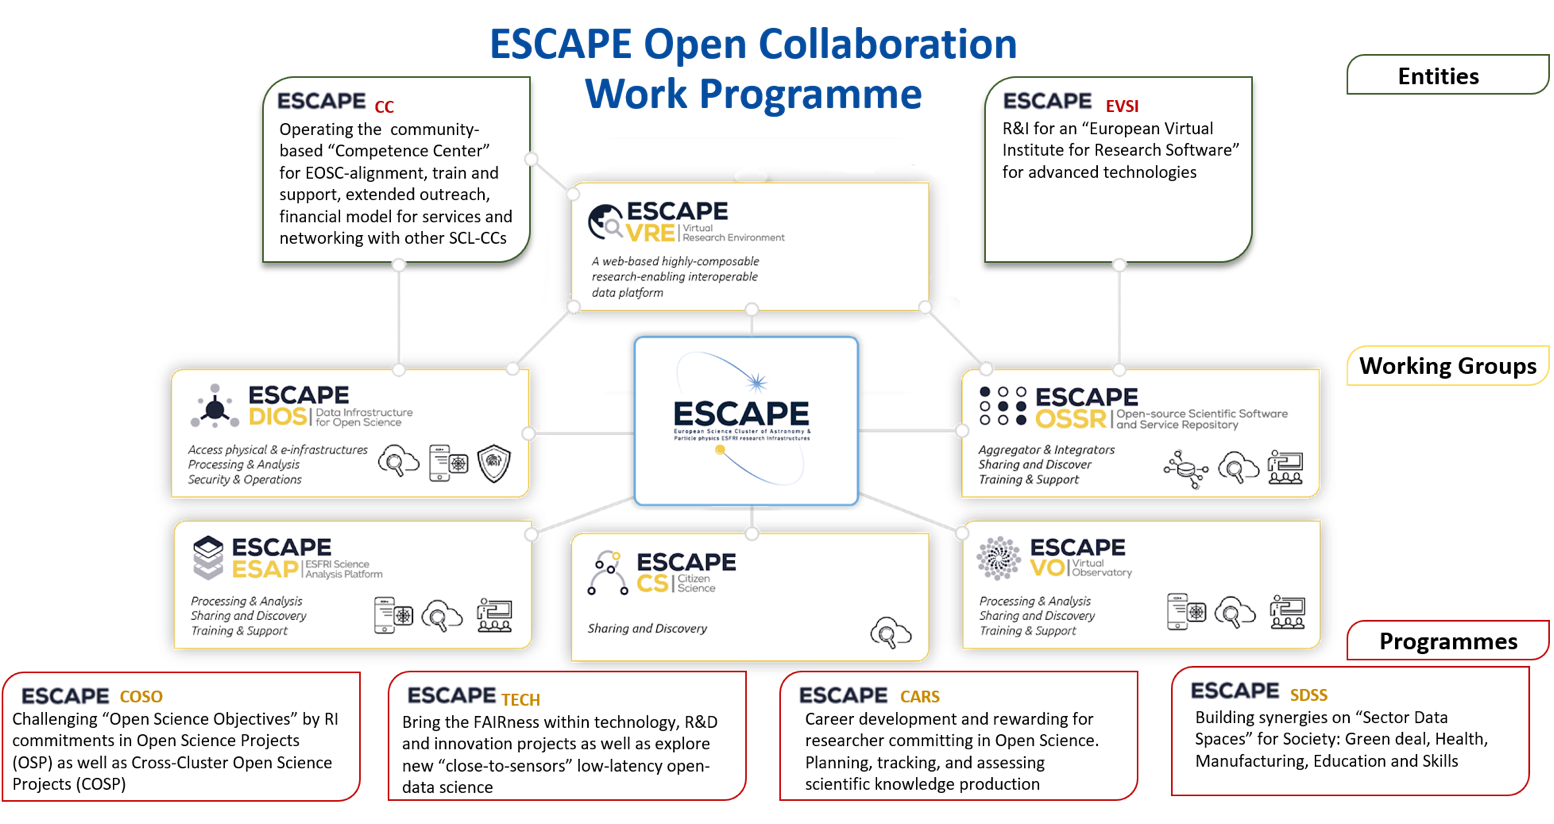 ESCAPE Open Collaboration
Work Programme
Entities
ESCAPE CC
Operating the community-
based “Competence Center”
for EOSC-alignment, train and
support, extended outreach,
financial model for services and
networking with other SCL-CCs
ESCAPE EVSI
R&I for an “European Virtual
Institute for Research Software”
for advanced technologies
ESCAPE
VRE Virtual
Research Environment
A web-based highly-composable
research-enabling interoperable
data platform
Working Groups
ESCAPE
DIOS Data Infrastructure
for Open Science
Access physical & e-infrastructures
Processing & Analysis
Security & Operations
ESCAPE
European Science Cluster of Astronomy &
Particle physics ESFRI research Infrastructures
ESCAPE
OSSR Open-source Scientific Software
and Service Repository
Aggregator & Integrators
Sharing and Discover
Training & Support
ESCAPE
ESAP ESFRI Science
Analysis Platform
Processing & Analysis
Sharing and Discovery
Training & Support
ESCAPE
CS Citizen
Science
Sharing and Discovery
ESCAPE
VO Virtual
Observatory
Processing & Analysis
Sharing and Discovery
Training & Support
Programmes
ESCAPE COSO
Challenging “Open Science Objectives” by RI
commitments in Open Science Projects
(OSP) as well as Cross-Cluster Open Science
Projects (COSP)
ESCAPE TECH
Bring the FAIRness within technology, R&D
and innovation projects as well as explore
new “close-to-sensors” low-latency open-
data science
ESCAPE CARS
Career development and rewarding for
researcher committing in Open Science.
Planning, tracking, and assessing
scientific knowledge production
ESCAPE SDSS
Building synergies on “Sector Data
Spaces” for Society: Green deal, Health,
Manufacturing, Education and Skills